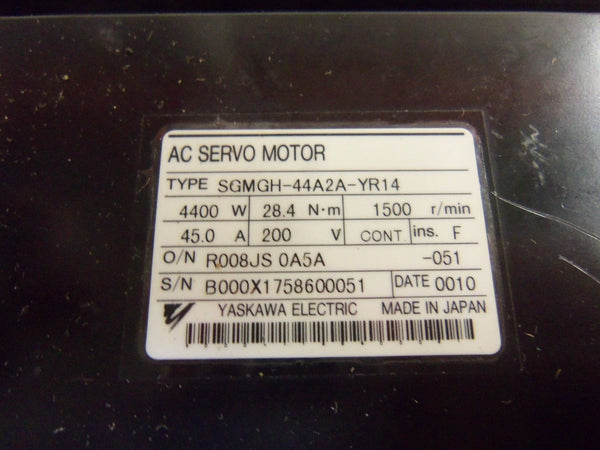 AC SERVO MOTOR
TYPE SGMGH-44A2A-YR14
4400 W 28.4 N·m 1500 r/min
45.0 A 200 V CONT. ins. F
O/N R008JS 0A5A -051
S/N B000X1758600051 DATE 0010
YASKAWA ELECTRIC MADE IN JAPAN